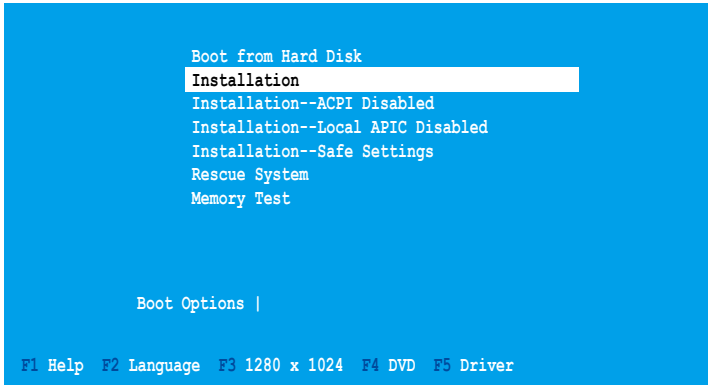 Boot from Hard Disk
Installation
Installation--ACPI Disabled
Installation--Local APIC Disabled
Installation--Safe Settings
Rescue System
Memory Test
Boot Options |
F1 Help F2 Language F3 1280 x 1024 F4 DVD F5 Driver